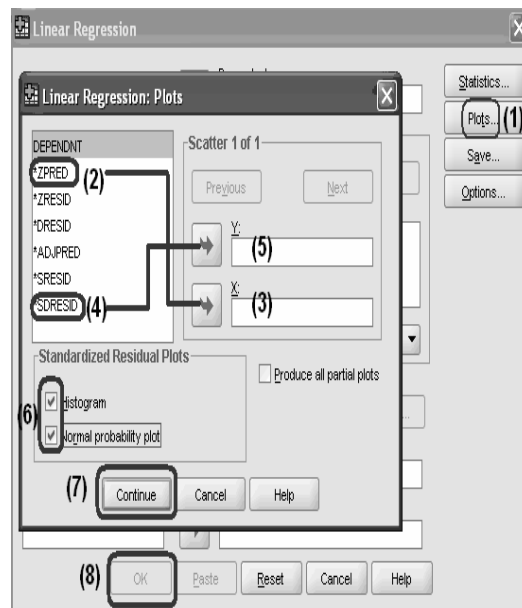 Linear Regression
Statistics...
Plots... (1)
Save...
Options...
Linear Regression: Plots
DEPENDNT
*ZPRED (2)
*ZRESID
*DRESID
*ADJPRED
*SRESID
*SDRESID (4)
Scatter 1 of 1
Previous Next
Y:
(5)
X:
(3)
Standardized Residual Plots
(6)
Histogram
Normal probability plot
Produce all partial plots
(7) Continue Cancel Help
(8) OK Paste Reset Cancel Help